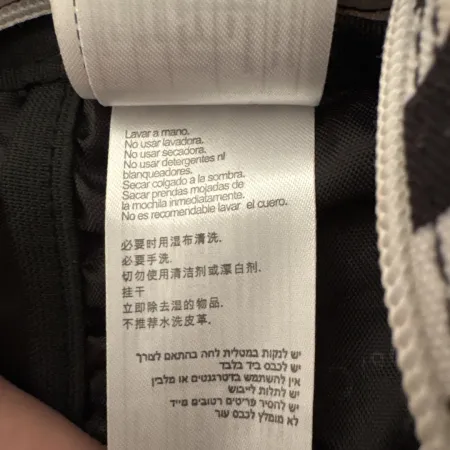 Lavar a mano.
No usar lavadora.
No usar secadora.
No usar detergentes ni
blanqueadores.
Secar colgado a la sombra.
Secar prendas mojadas de
la mochila inmediatamente.
No es recomendable lavar el cuero.
必要时用湿布清洗.
必要手洗.
切勿使用清洁剂或漂白剂.
挂干
立即除去湿的物品.
不推荐水洗皮革.
יש לנקות במטלית לחה בהתאם לצורך
יש לכבס ביד בלבד
אין להשתמש בדטרגנטים או מלבין
יש לתלות לייבוש
יש להסיר פריטים רטובים מייד
לא מומלץ לכבס עור